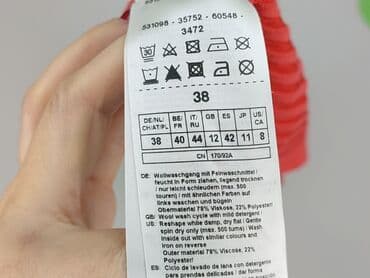 531098 - 35752 - 60548 -
3472
30
38
DE/NL/ BE/ IT/ GB ES JP US/
CH/AT/PL FR RU CA
38 40 44 12 42 11 8
CN 170/92A
DE: Wollwaschgang mit Feinwaschmittel /
feucht in Form ziehen, liegend trocknen
/ nur leicht schleudern (max. 500
touren) / Mit ähnlichen Farben auf
links waschen und bügeln
Obermaterial 78% Viskose, 22% Polyester/
GB: Wool wash cycle with mild detergent/
US: Reshape while damp, dry flat / Gentle
spin dry only (max. 500 turns) / Wash
inside out with similar colours and
iron on reverse
Outer material: 78% Viscose, 22%
Polyester/
ES: Ciclo de lavado de lana con detergente
para prendas delicadas / dar forma